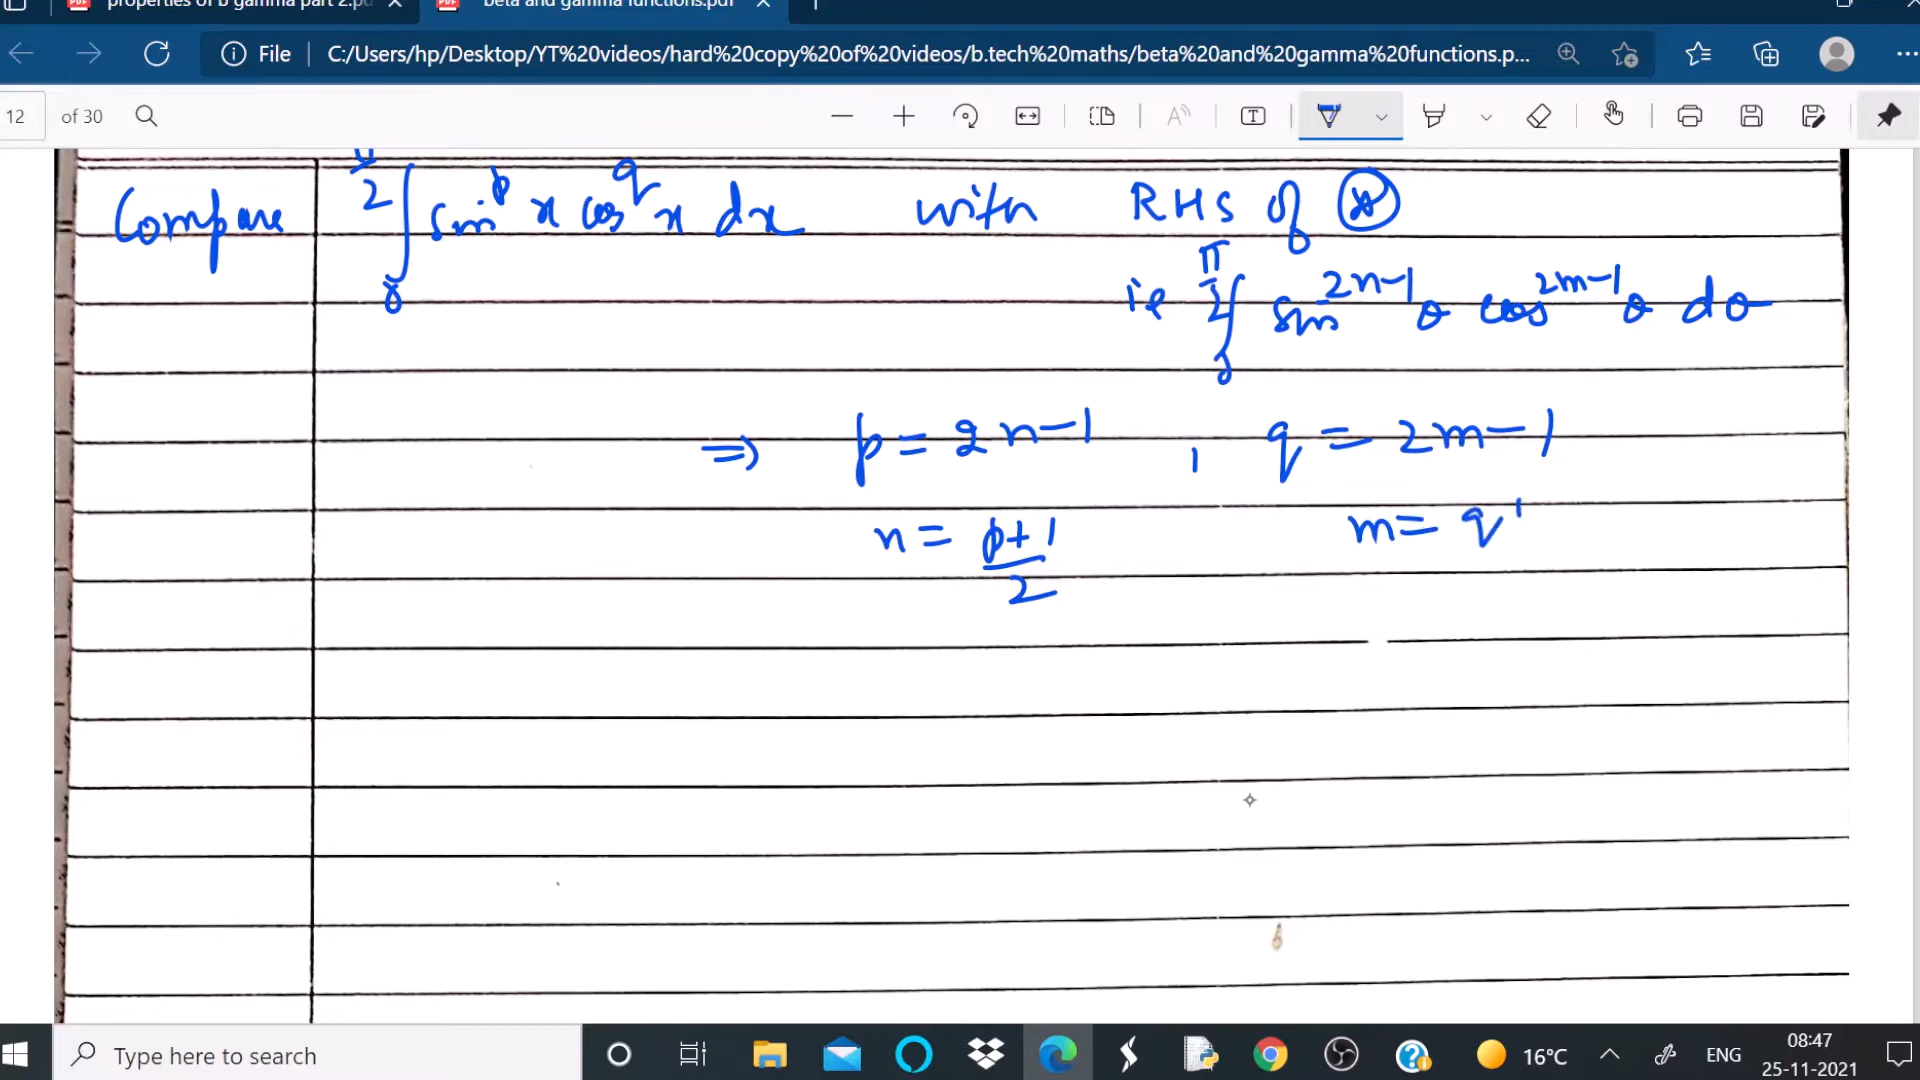 properties of b gamma part 2.pd
beta and gamma functions.pdf
File
C:/Users/hp/Desktop/YT%20videos/hard%20copy%20of%20videos/b.tech%20maths/beta%20and%20gamma%20functions.p...
12 of 30
Compare ∫₀^(π/2) sin^p x cos^q x dx with RHS of ☆
ie ∫₀^(π/2) sin^(2n-1) θ cos^(2m-1) θ dθ
⇒ p = 2n-1 , q = 2m-1
n = (p+1)/2 m = q
Type here to search
16°C
ENG
08:47
25-11-2021